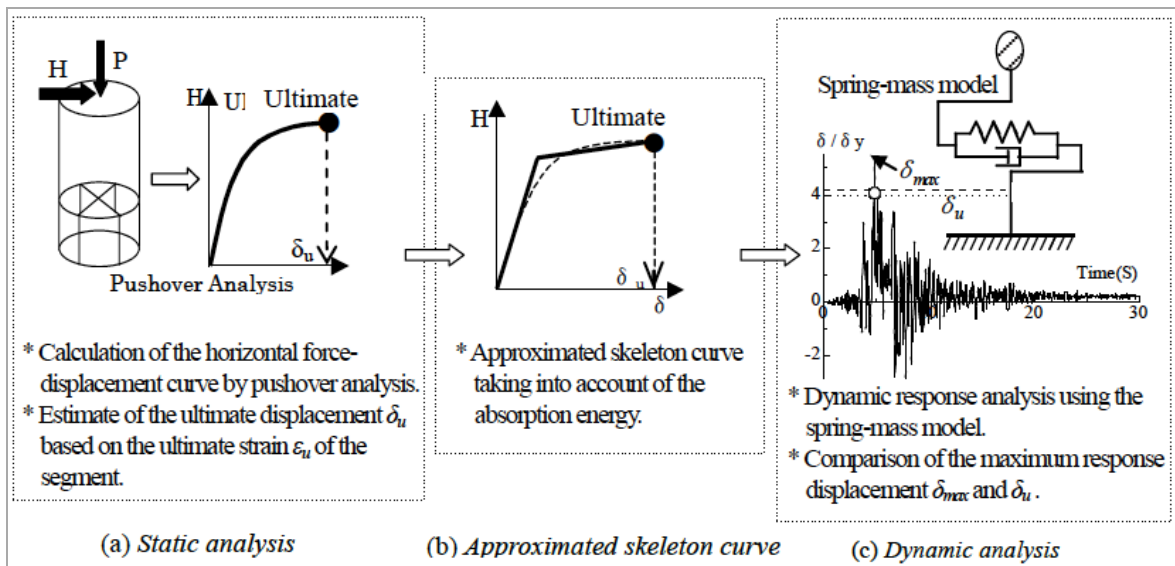 P
H
H
Ul
Ultimate
δu
Pushover Analysis
* Calculation of the horizontal force-
displacement curve by pushover analysis.
* Estimate of the ultimate displacement δu
based on the ultimate strain εu of the
segment.
(a) Static analysis
H
Ultimate
δ u
δ
* Approximated skeleton curve
taking into account of the
absorption energy.
(b) Approximated skeleton curve
Spring-mass model
δ / δ y
δmax
4
δu
2
Time(S)
0
0
10
20
30
-2
* Dynamic response analysis using the
spring-mass model.
* Comparison of the maximum response
displacement δmax and δu .
(c) Dynamic analysis